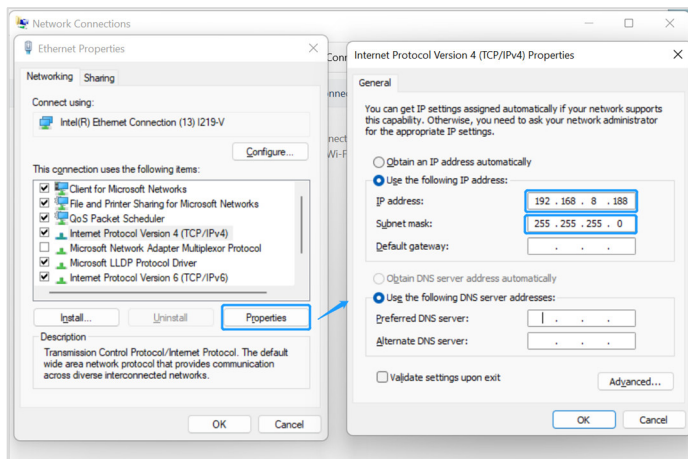 Network Connections
Ethernet Properties
Networking
Sharing
Connect using:
Intel(R) Ethernet Connection (13) I219-V
Configure...
This connection uses the following items:
Client for Microsoft Networks
File and Printer Sharing for Microsoft Networks
QoS Packet Scheduler
Internet Protocol Version 4 (TCP/IPv4)
Microsoft Network Adapter Multiplexor Protocol
Microsoft LLDP Protocol Driver
Internet Protocol Version 6 (TCP/IPv6)
Install...
Uninstall
Properties
Description
Transmission Control Protocol/Internet Protocol. The default
wide area network protocol that provides communication
across diverse interconnected networks.
OK
Cancel
Internet Protocol Version 4 (TCP/IPv4) Properties
General
You can get IP settings assigned automatically if your network supports
this capability. Otherwise, you need to ask your network administrator
for the appropriate IP settings.
Obtain an IP address automatically
Use the following IP address:
IP address:
192 . 168 . 8 . 188
Subnet mask:
255 . 255 . 255 . 0
Default gateway:
. . .
Obtain DNS server address automatically
Use the following DNS server addresses:
Preferred DNS server:
. . .
Alternate DNS server:
. . .
Validate settings upon exit
Advanced...
OK
Cancel